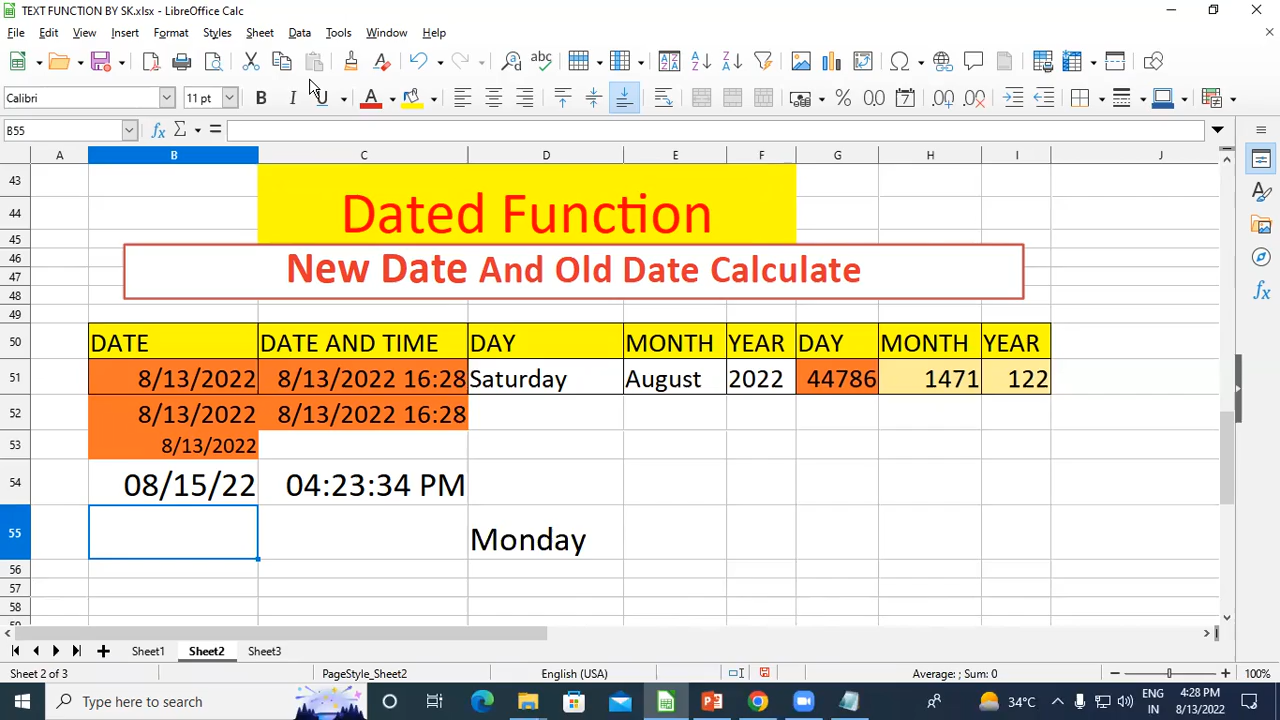 TEXT FUNCTION BY SK.xlsx - LibreOffice Calc
File Edit View Insert Format Styles Sheet Data Tools Window Help
Calibri 11 pt
B55
A B C D E F G H I J
43
44 Dated Function
45
46
47 New Date And Old Date Calculate
48
49
50 DATE DATE AND TIME DAY MONTH YEAR DAY MONTH YEAR
51 8/13/2022 8/13/2022 16:28 Saturday August 2022 44786 1471 122
52 8/13/2022 8/13/2022 16:28
53 8/13/2022
54 08/15/22 04:23:34 PM
55 Monday
56
57
58
Sheet1 Sheet2 Sheet3
Sheet 2 of 3 PageStyle_Sheet2 English (USA) Average: ; Sum: 0 100%
Type here to search 34°C ENG IN 4:28 PM 8/13/2022